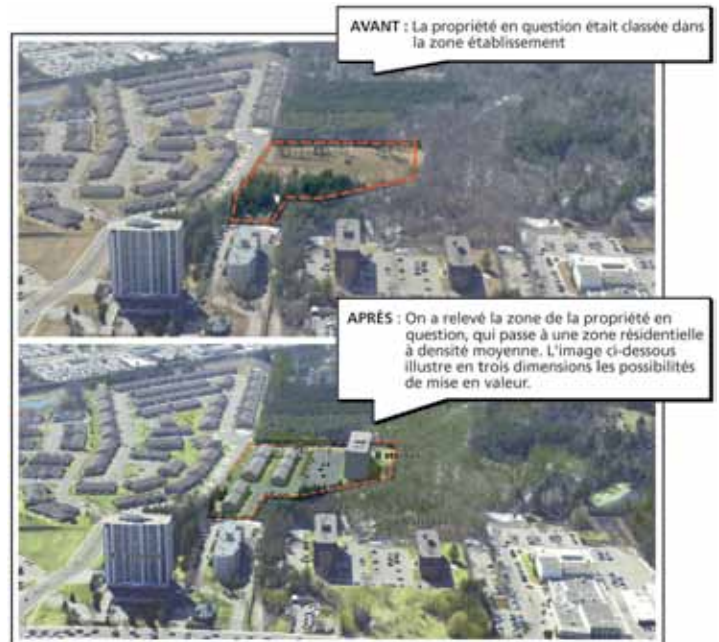 AVANT : La propriété en question était classée dans
la zone établissement
APRÈS : On a relevé la zone de la propriété en
question, qui passe à une zone résidentielle
à densité moyenne. L'image ci-dessous
illustre en trois dimensions les possibilités
de mise en valeur.